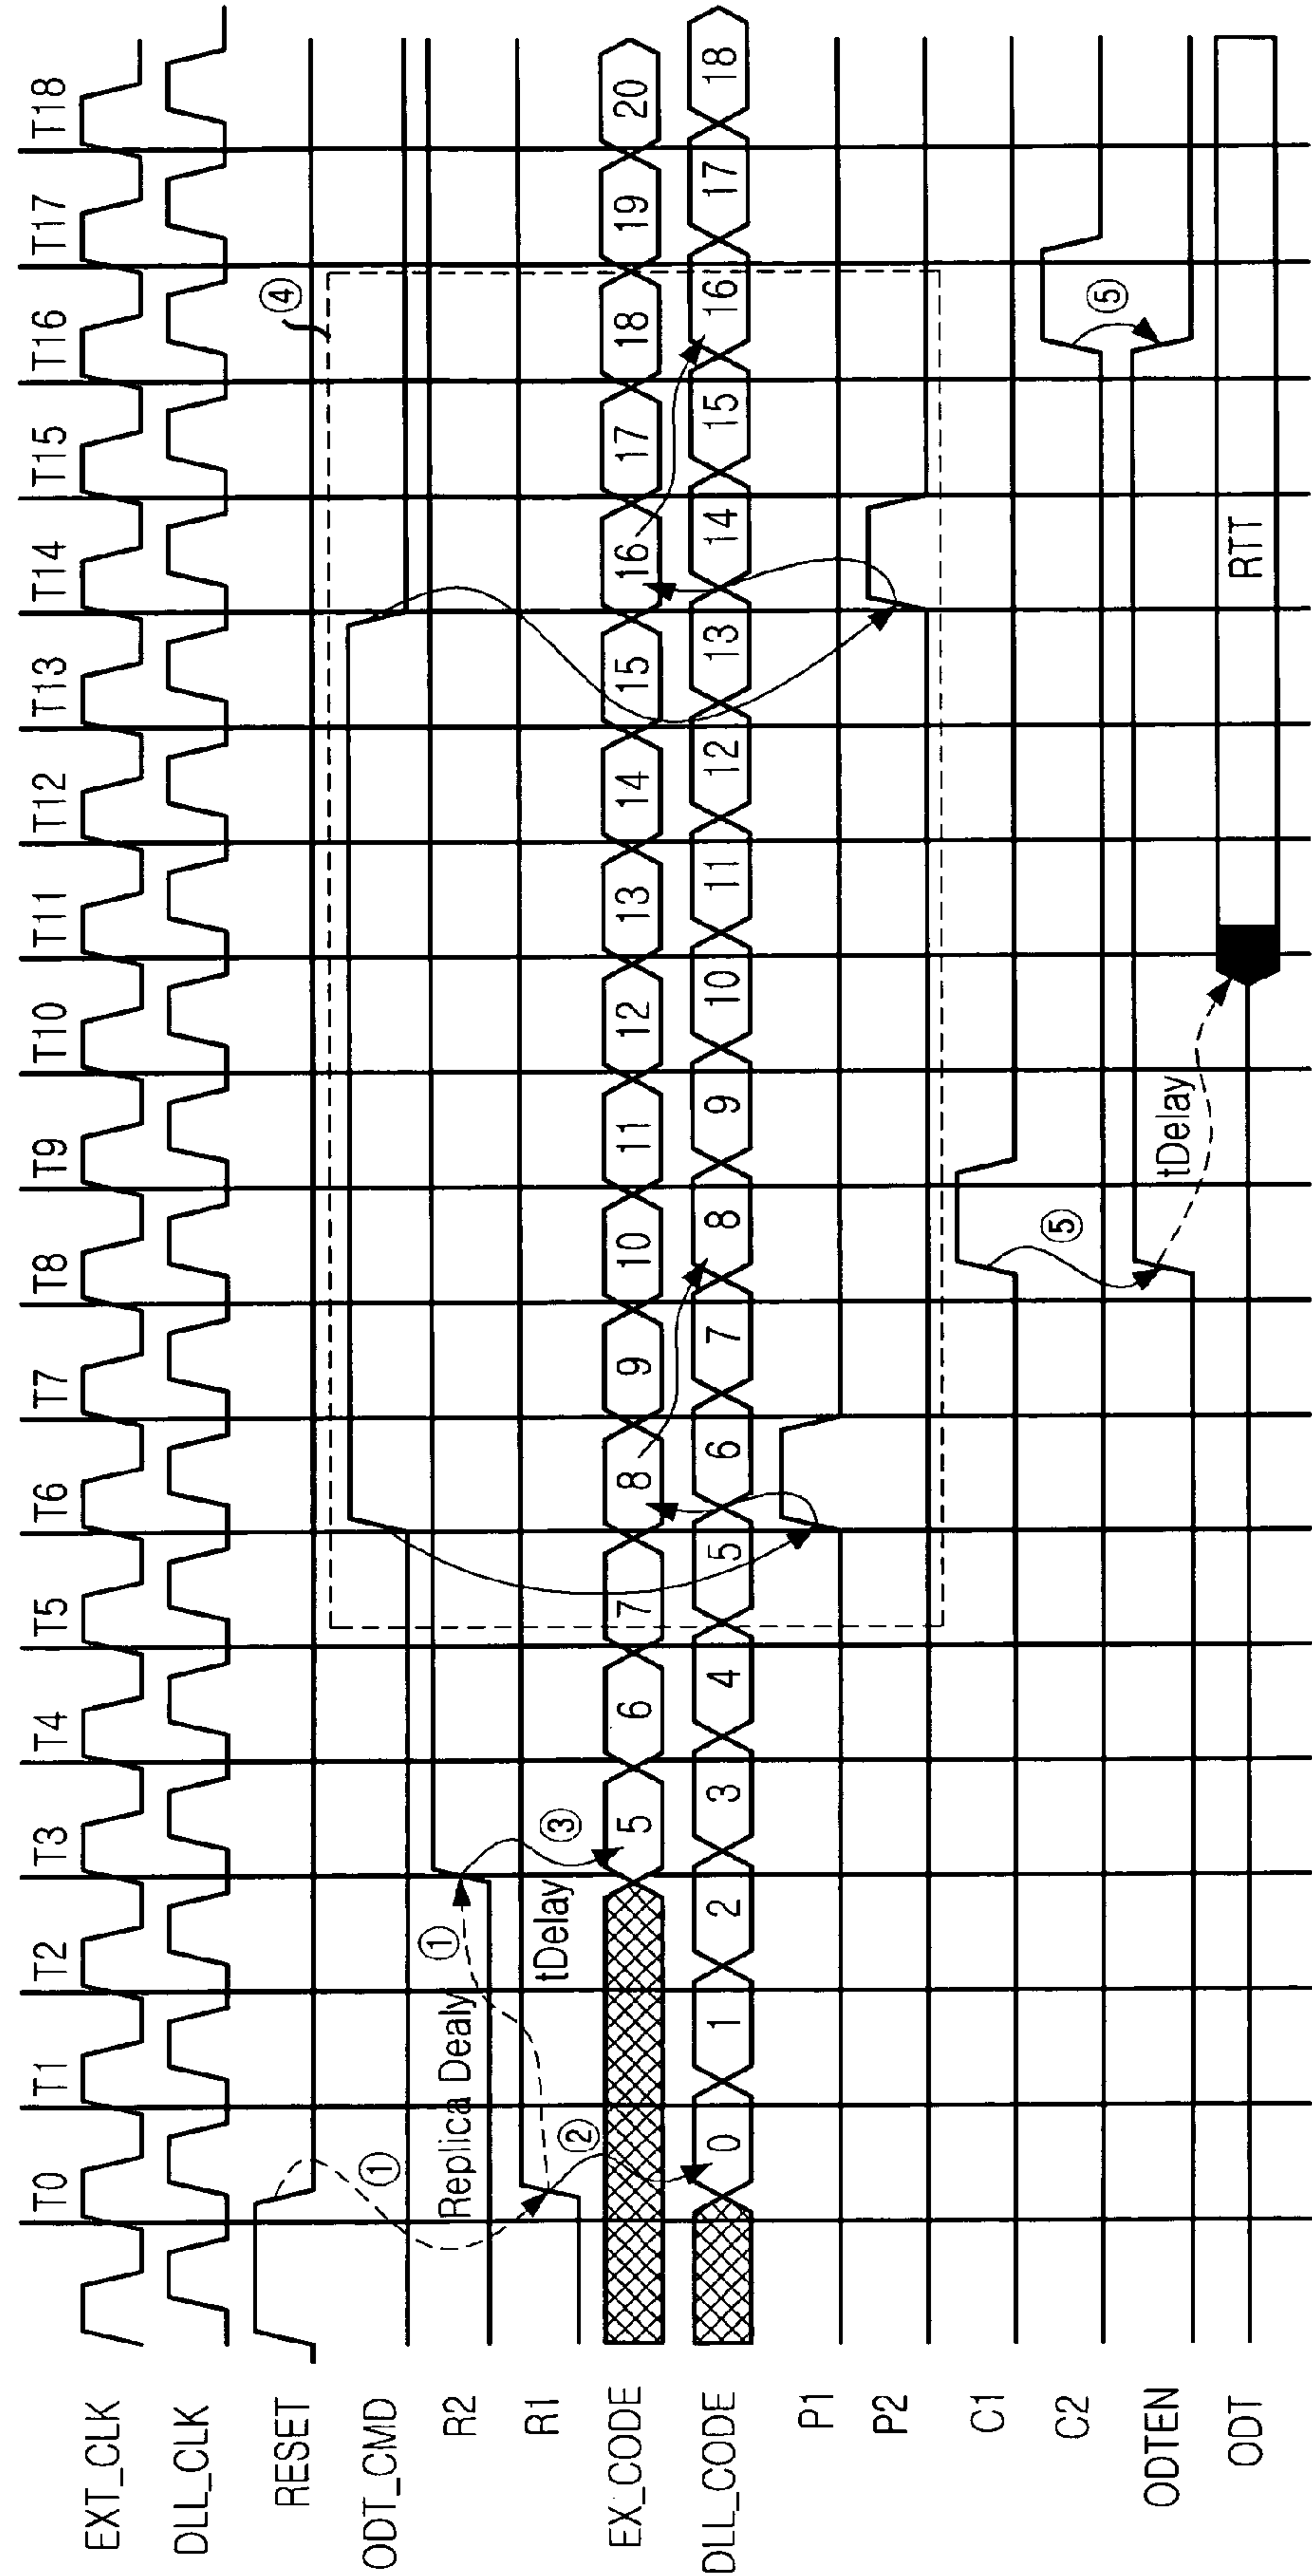 T0 T1 T2 T3 T4 T5 T6 T7 T8 T9 T10 T11 T12 T13 T14 T15 T16 T17 T18
EXT_CLK
DLL_CLK
RESET
④
①
ODT_CMD
R2
Replica Dealy ①
R1
② tDelay ③
EX_CODE 5 6 7 8 9 10 11 12 13 14 15 16 17 18 19 20
DLL_CODE 0 1 2 3 4 5 6 7 8 9 10 11 12 13 14 15 16 17 18
P1
P2
C1
C2 ⑤ ⑤
ODTEN
tDelay
ODT RTT